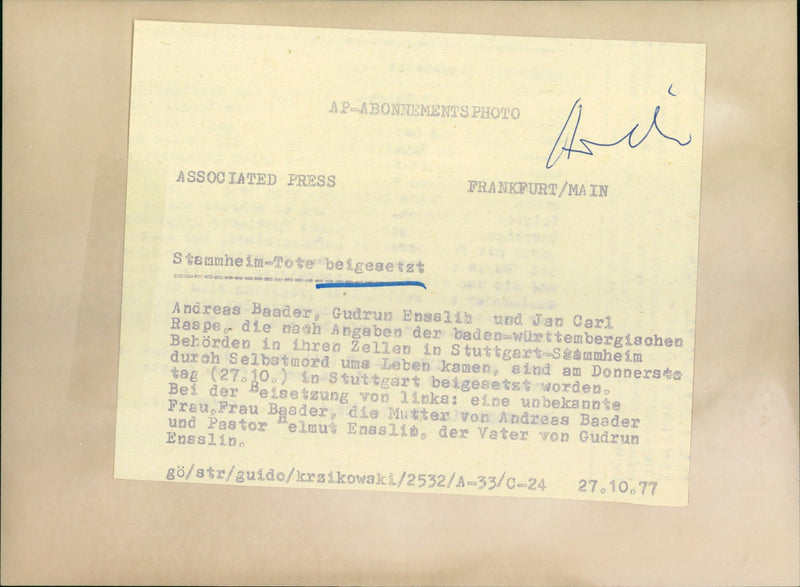 AP-ABONNEMENTSPHOTO
ASSOCIATED PRESS FRANKFURT/MAIN
Stammheim-Tote beigesetzt
Andreas Baader, Gudrun Ensslin und Jan Carl
Raspe, die nach Angaben der baden-württembergischen
Behörden in ihren Zellen in Stuttgart-Stammheim
durch Selbstmord ums Leben kamen, sind am Donners
tag (27.10.) in Stuttgart beigesetzt worden.
Bei der Beisetzung von links: eine unbekannte
Frau,Frau Baader, die Mutter von Andreas Baader
und Pastor Helmut Ensslin, der Vater von Gudrun
Ensslin.
gö/str/guido/krzikowski/2532/A-33/C-24 27.10.77